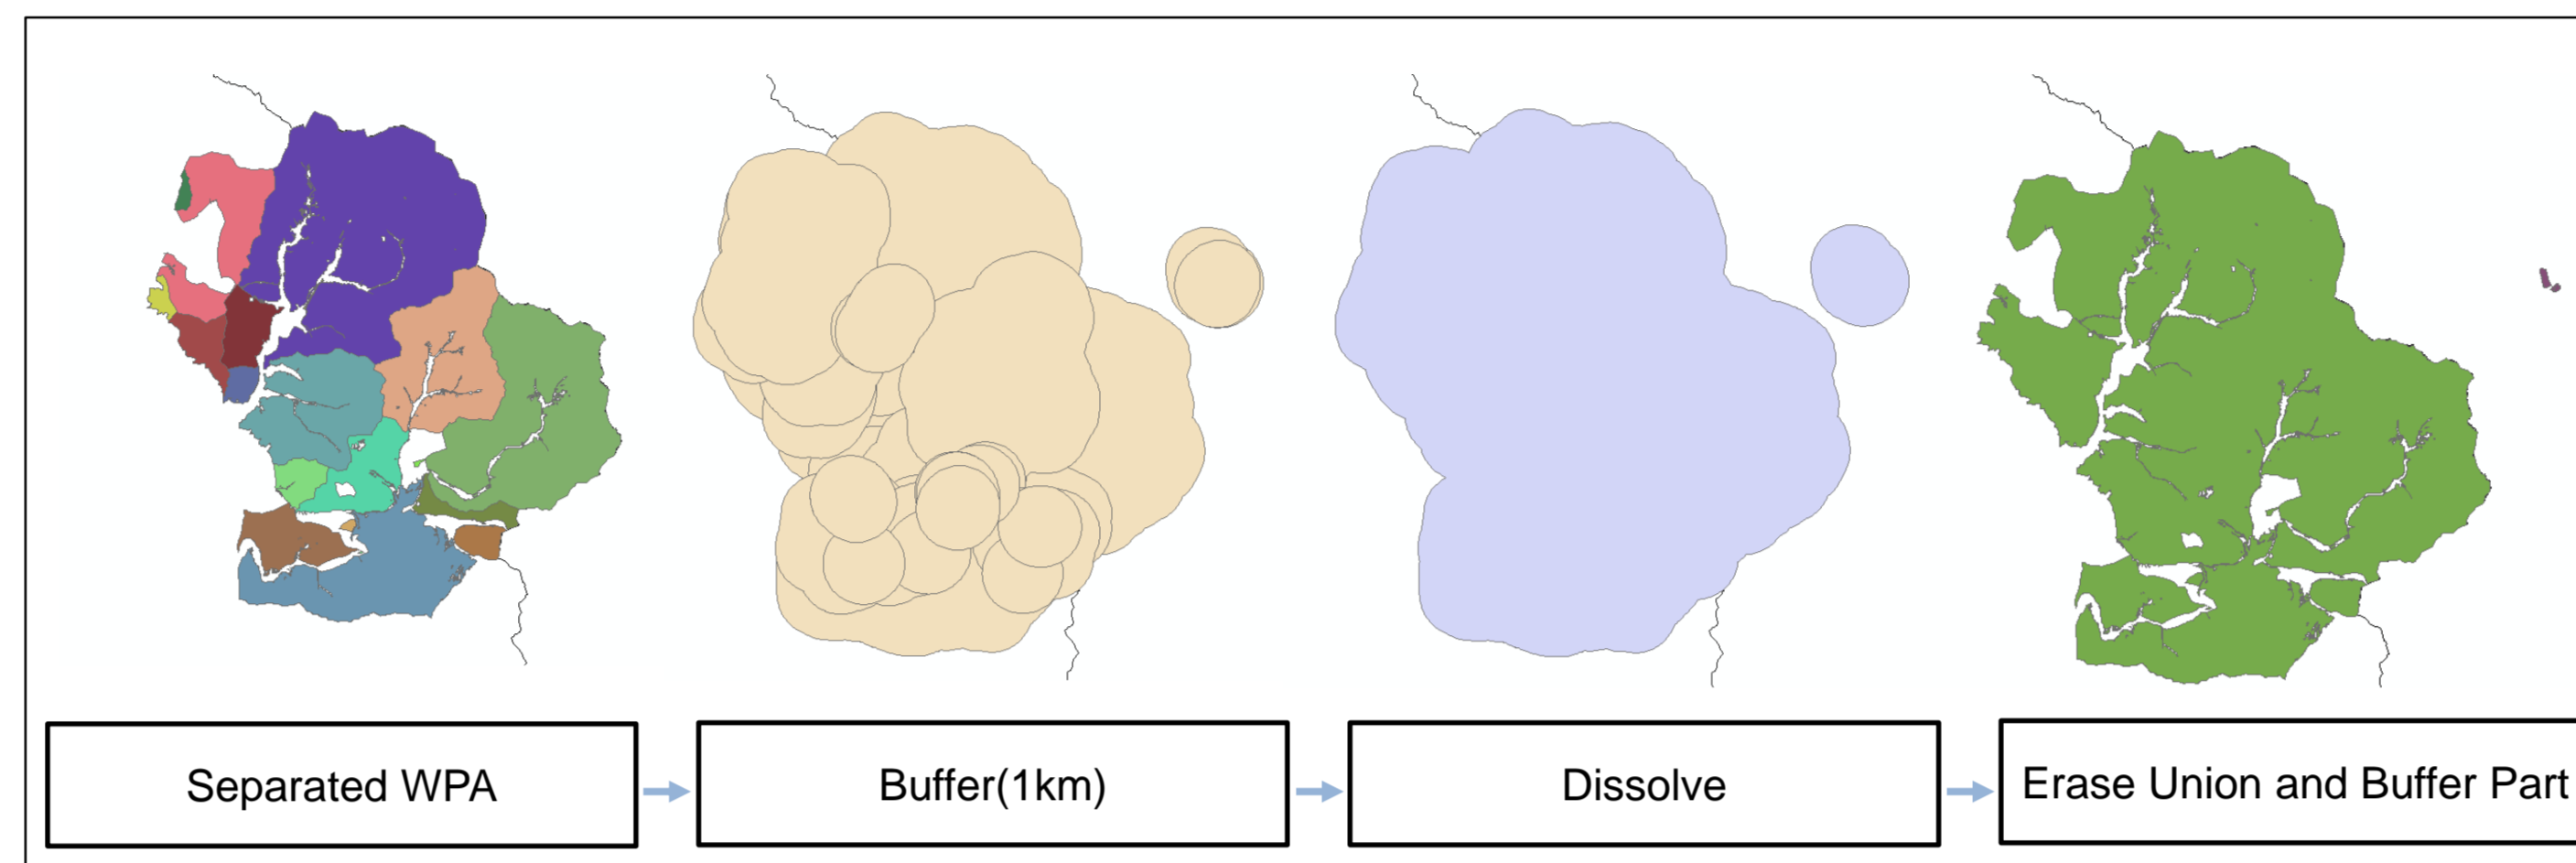 Separated WPA
Buffer(1km)
Dissolve
Erase Union and Buffer Part